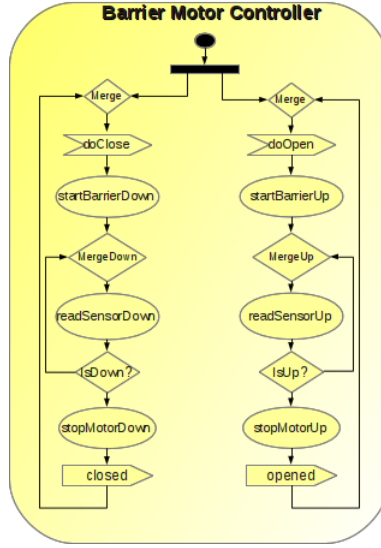 Barrier Motor Controller
Merge
Merge
doClose
doOpen
startBarrierDown
startBarrierUp
MergeDown
MergeUp
readSensorDown
readSensorUp
IsDown?
IsUp?
stopMotorDown
stopMotorUp
closed
opened